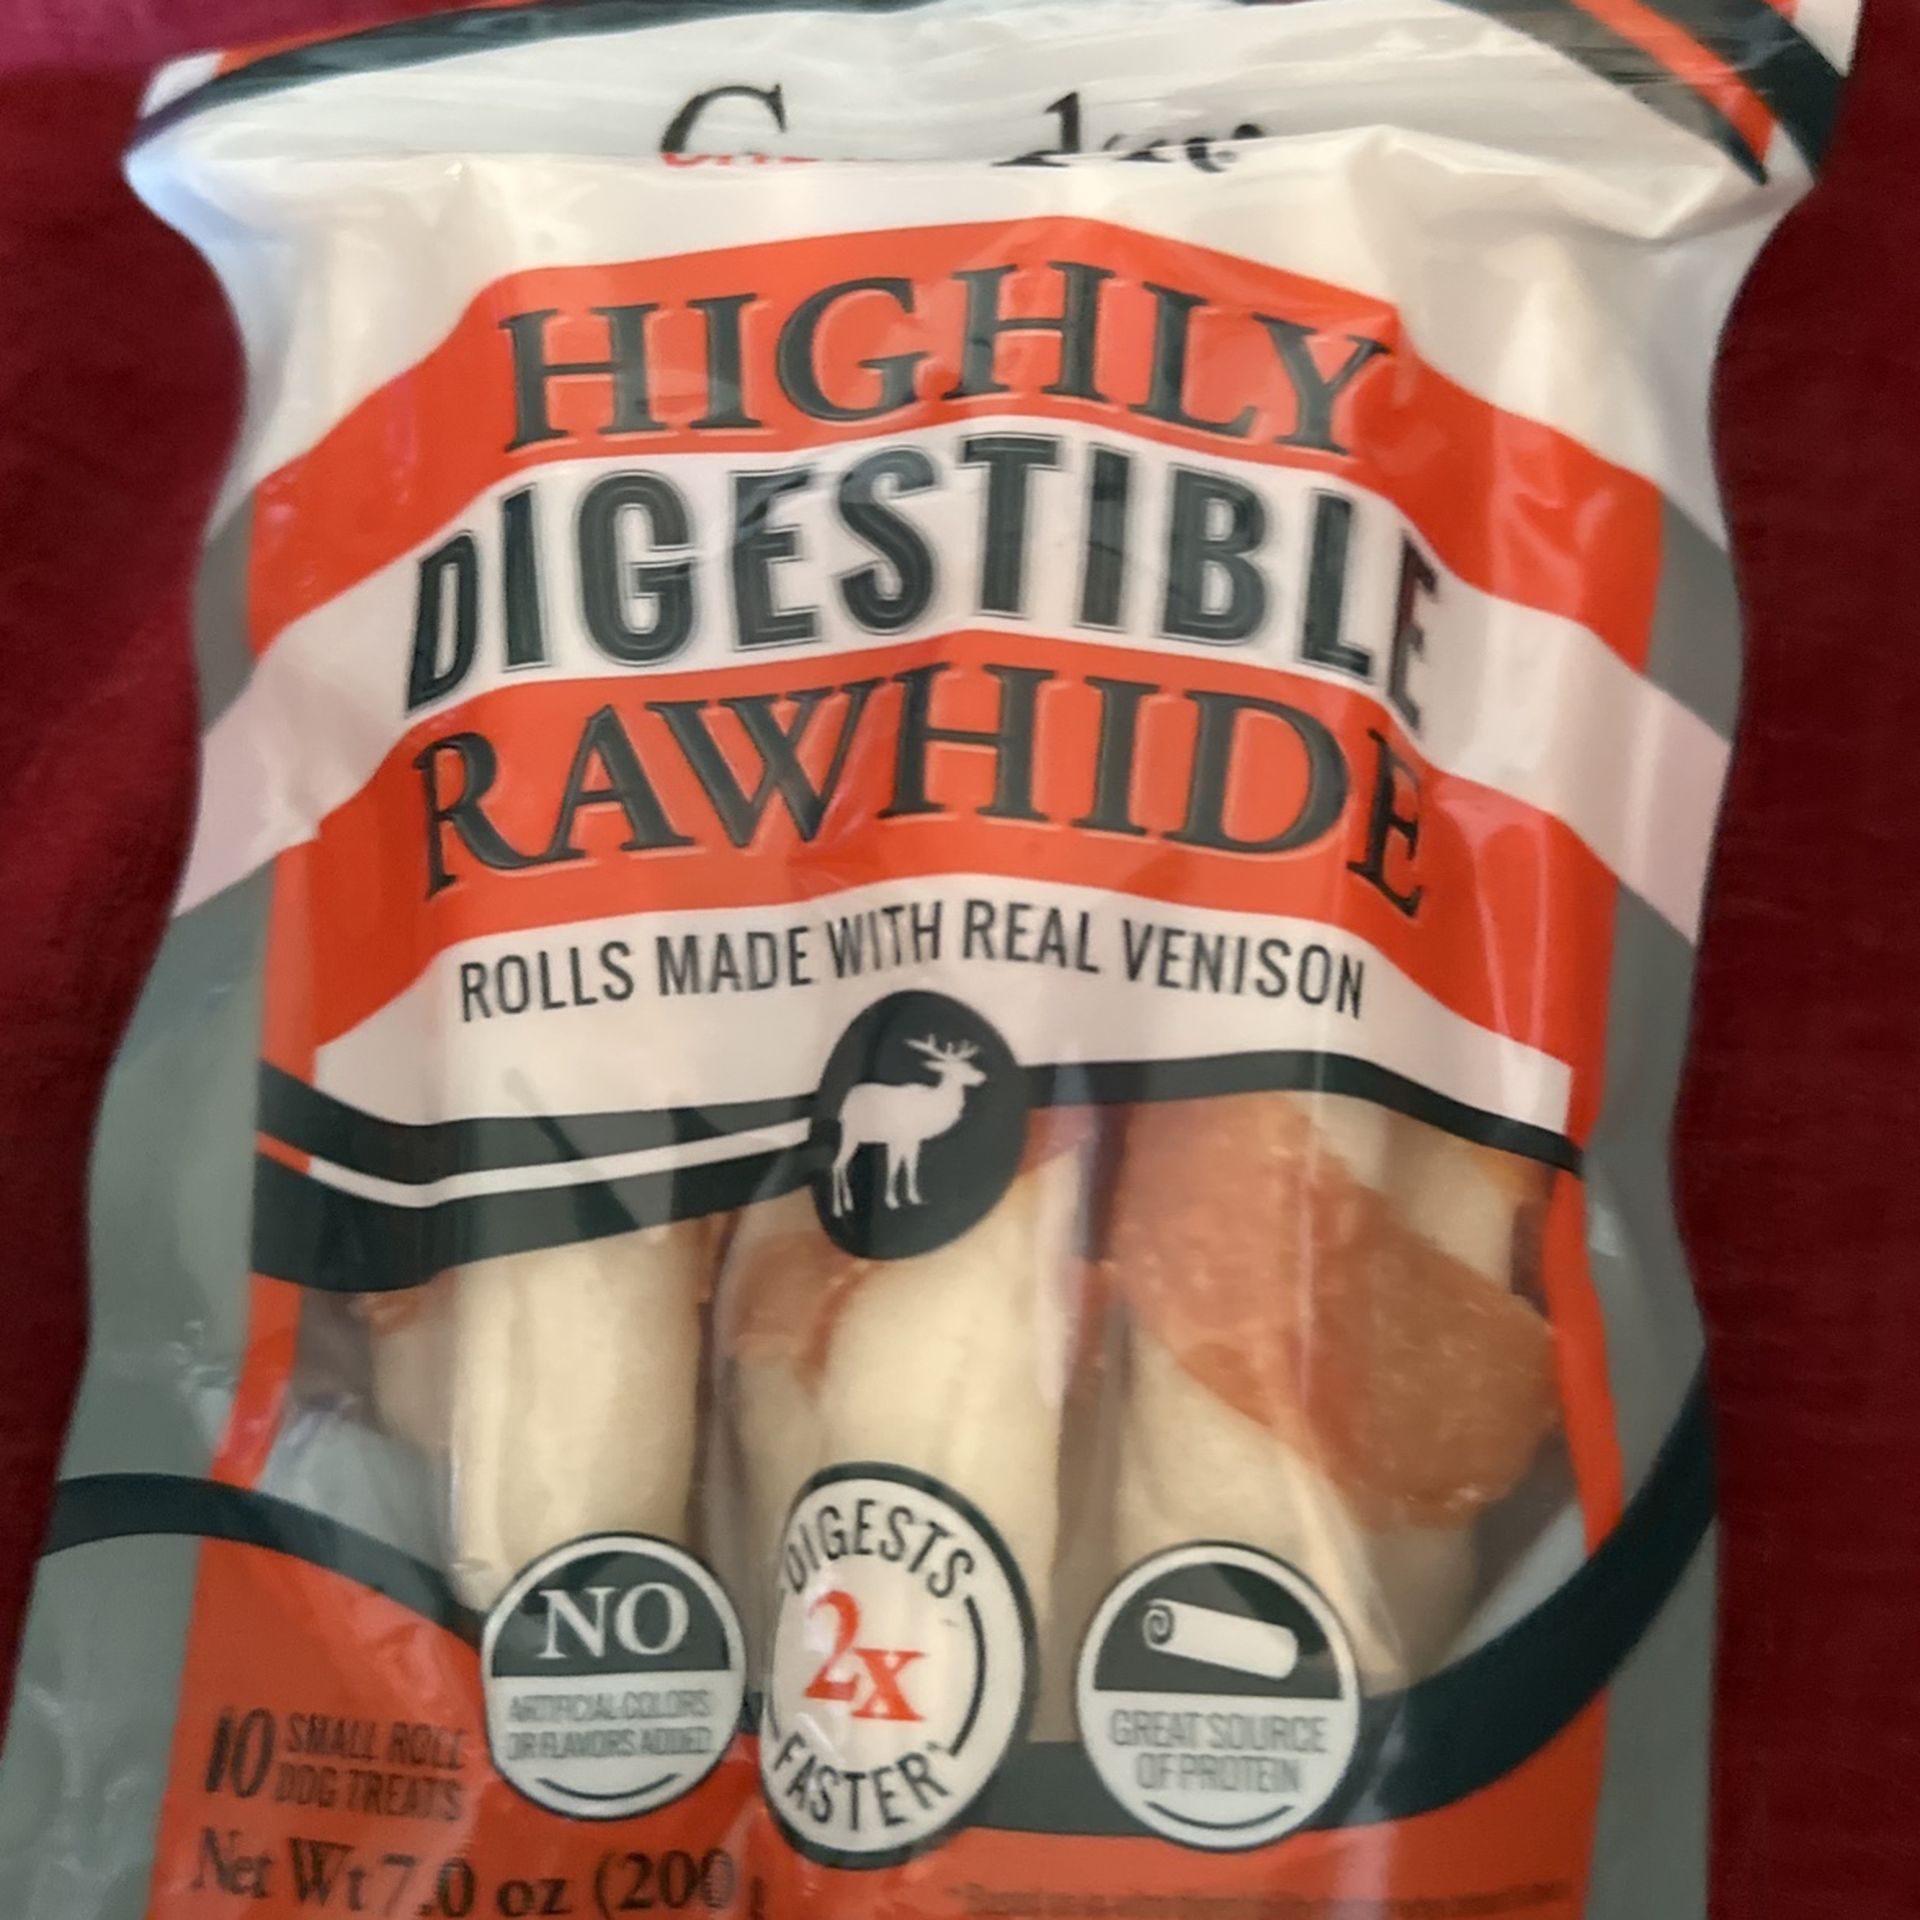 HIGHLY
DIGESTIBLE
RAWHIDE
ROLLS MADE WITH REAL VENISON
NO
ARTIFICIAL COLORS
OR FLAVORS ADDED
DIGESTS
2x
FASTER*
GREAT SOURCE
OF PROTEIN
10 SMALL ROLL
DOG TREATS
Net Wt 7.0 oz (200